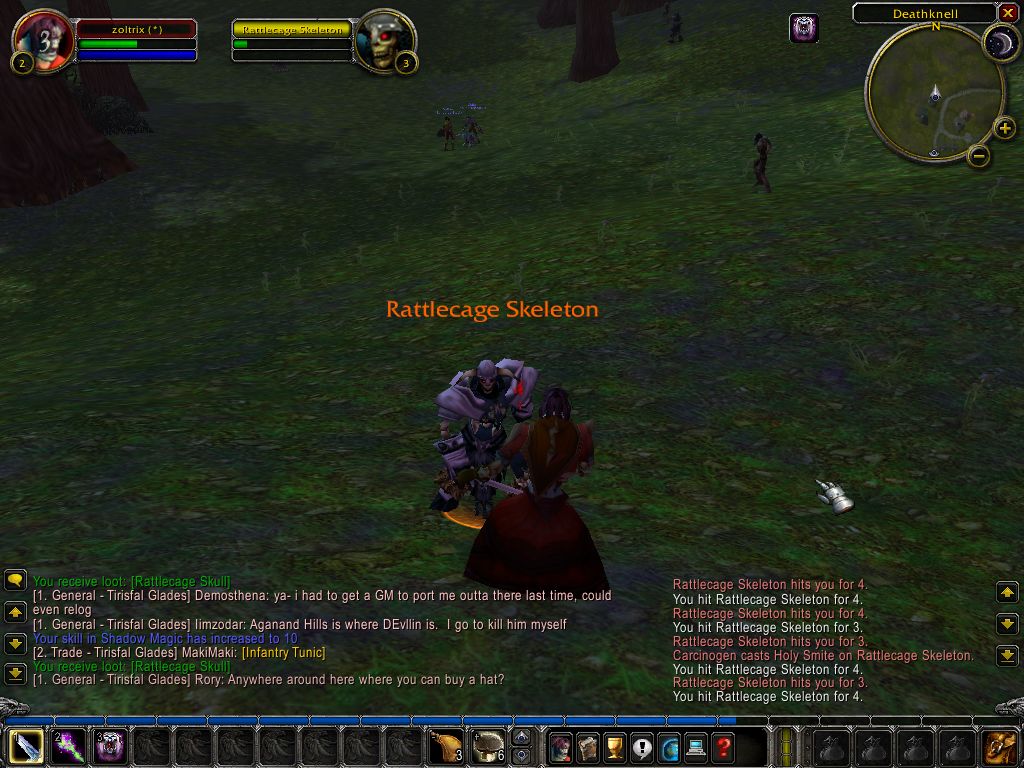 zoltrix (*)
3
2
Rattlecage Skeleton
3
Deathknell
N
Rattlecage Skeleton
You receive loot: [Rattlecage Skull]
[1. General - Tirisfal Glades] Demosthena: ya- i had to get a GM to port me outta there last time, could
even relog
[1. General - Tirisfal Glades] Iimzodar: Aganand Hills is where DEvllin is.  I go to kill him myself
Your skill in Shadow Magic has increased to 10
[2. Trade - Tirisfal Glades] MakiMaki: [Infantry Tunic]
You receive loot: [Rattlecage Skull]
[1. General - Tirisfal Glades] Rory: Anywhere around here where you can buy a hat?
Rattlecage Skeleton hits you for 4.
You hit Rattlecage Skeleton for 4.
Rattlecage Skeleton hits you for 4.
You hit Rattlecage Skeleton for 3.
Rattlecage Skeleton hits you for 3.
Carcinogen casts Holy Smite on Rattlecage Skeleton.
You hit Rattlecage Skeleton for 4.
Rattlecage Skeleton hits you for 3.
You hit Rattlecage Skeleton for 4.
2
3
3
6